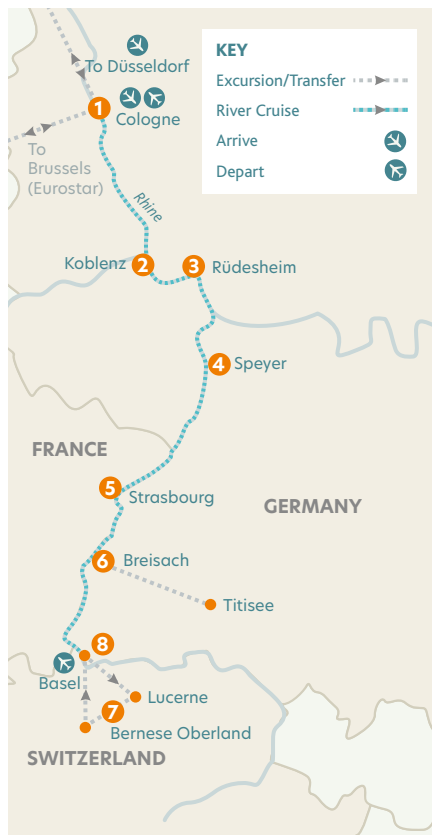 To Düsseldorf
1
Cologne
To
Brussels
(Eurostar)
KEY
Excursion/Transfer
River Cruise
Arrive
Depart
Rhine
Koblenz
2
3
Rüdesheim
4
Speyer
FRANCE
5
Strasbourg
GERMANY
6
Breisach
Titisee
8
Basel
Lucerne
7
Bernese Oberland
SWITZERLAND